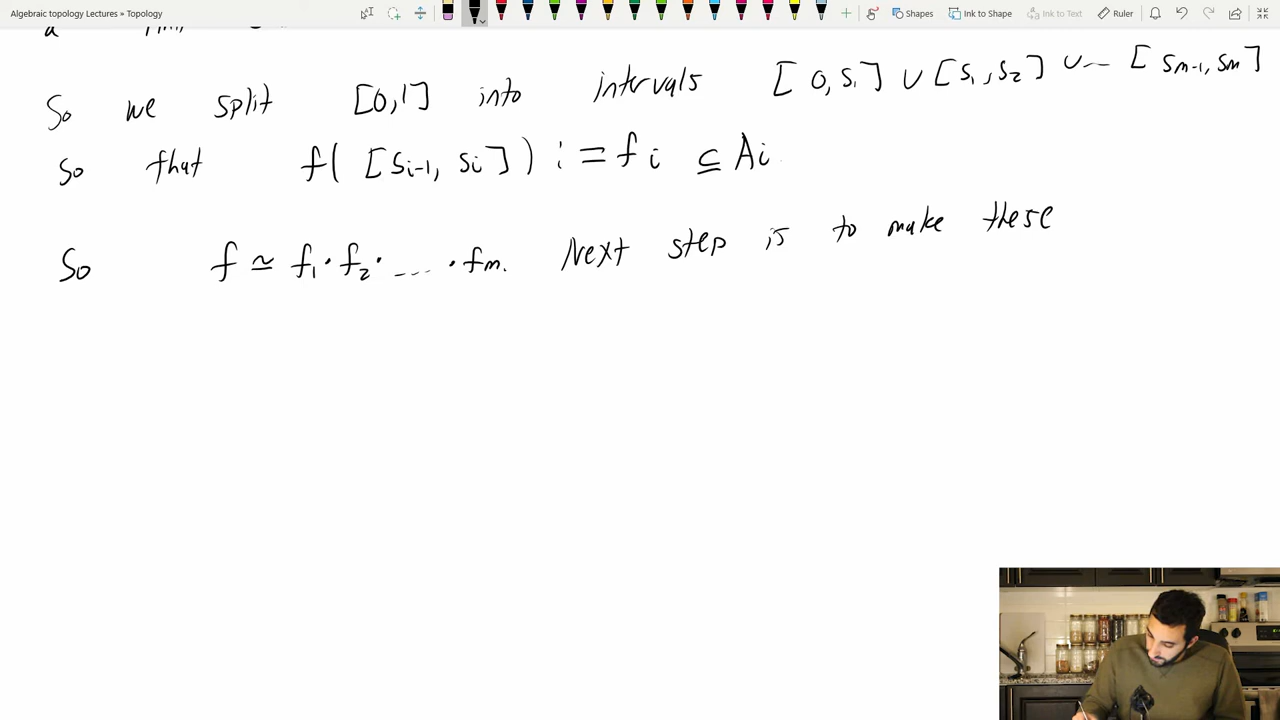 Algebraic topology Lectures » Topology
Shapes Ink to Shape Ink to Text Ruler
a
So we split [0,1] into intervals [0,s₁] ∪ [s₁,s₂] ∪ ... [sₘ₋₁,sₘ]
So that f([sᵢ₋₁, sᵢ]) := fᵢ ⊆ Aᵢ
So f ≃ f₁·f₂· .... ·fₘ. Next step is to make these